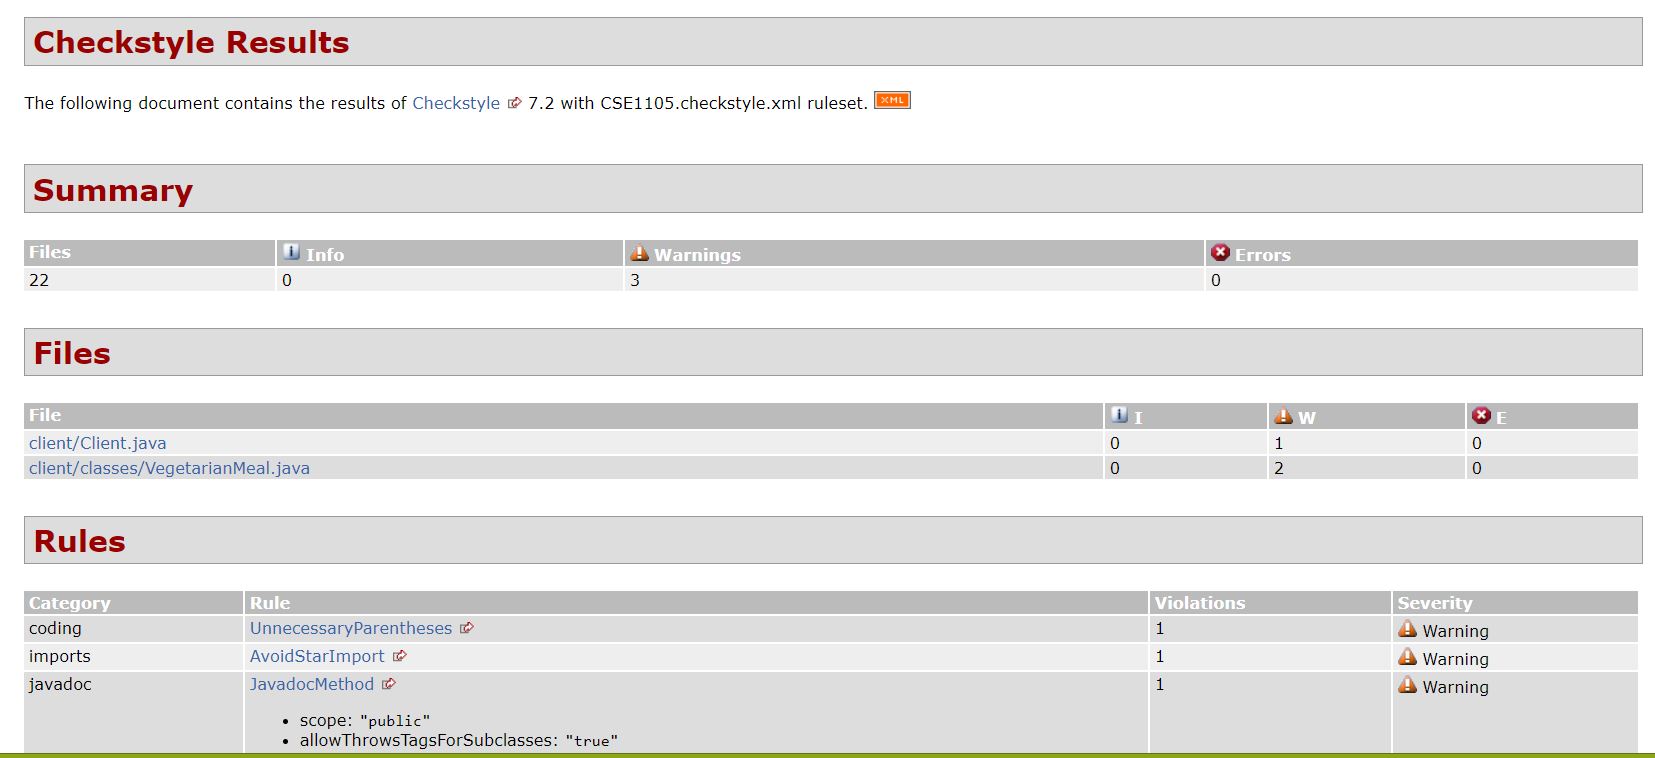 Checkstyle Results
The following document contains the results of Checkstyle 7.2 with CSE1105.checkstyle.xml ruleset. XML
Summary
Files Info Warnings Errors
22 0 3 0
Files
File I W E
client/Client.java 0 1 0
client/classes/VegetarianMeal.java 0 2 0
Rules
Category Rule Violations Severity
coding UnnecessaryParentheses 1 Warning
imports AvoidStarImport 1 Warning
javadoc JavadocMethod 1 Warning
• scope: "public"
• allowThrowsTagsForSubclasses: "true"